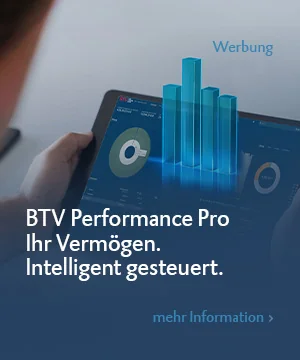 Werbung
BTV Performance Pro
Ihr Vermögen.
Intelligent gesteuert.
mehr Information ›